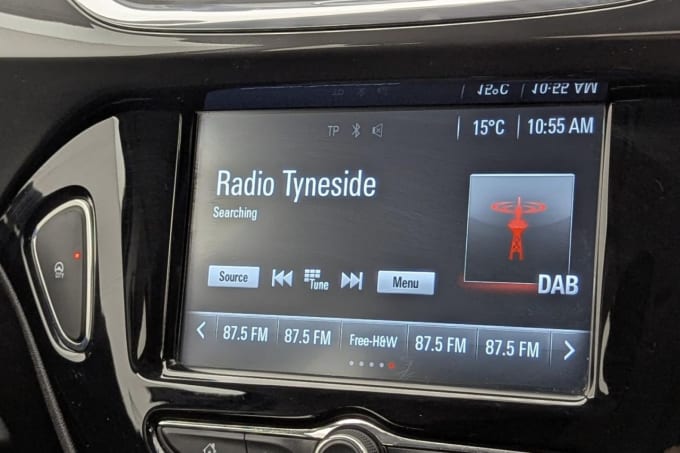 TP 15°C 10:55 AM
Radio Tyneside
Searching
Source Tune Menu
DAB
87.5 FM 87.5 FM Free-H&W 87.5 FM 87.5 FM
CITY